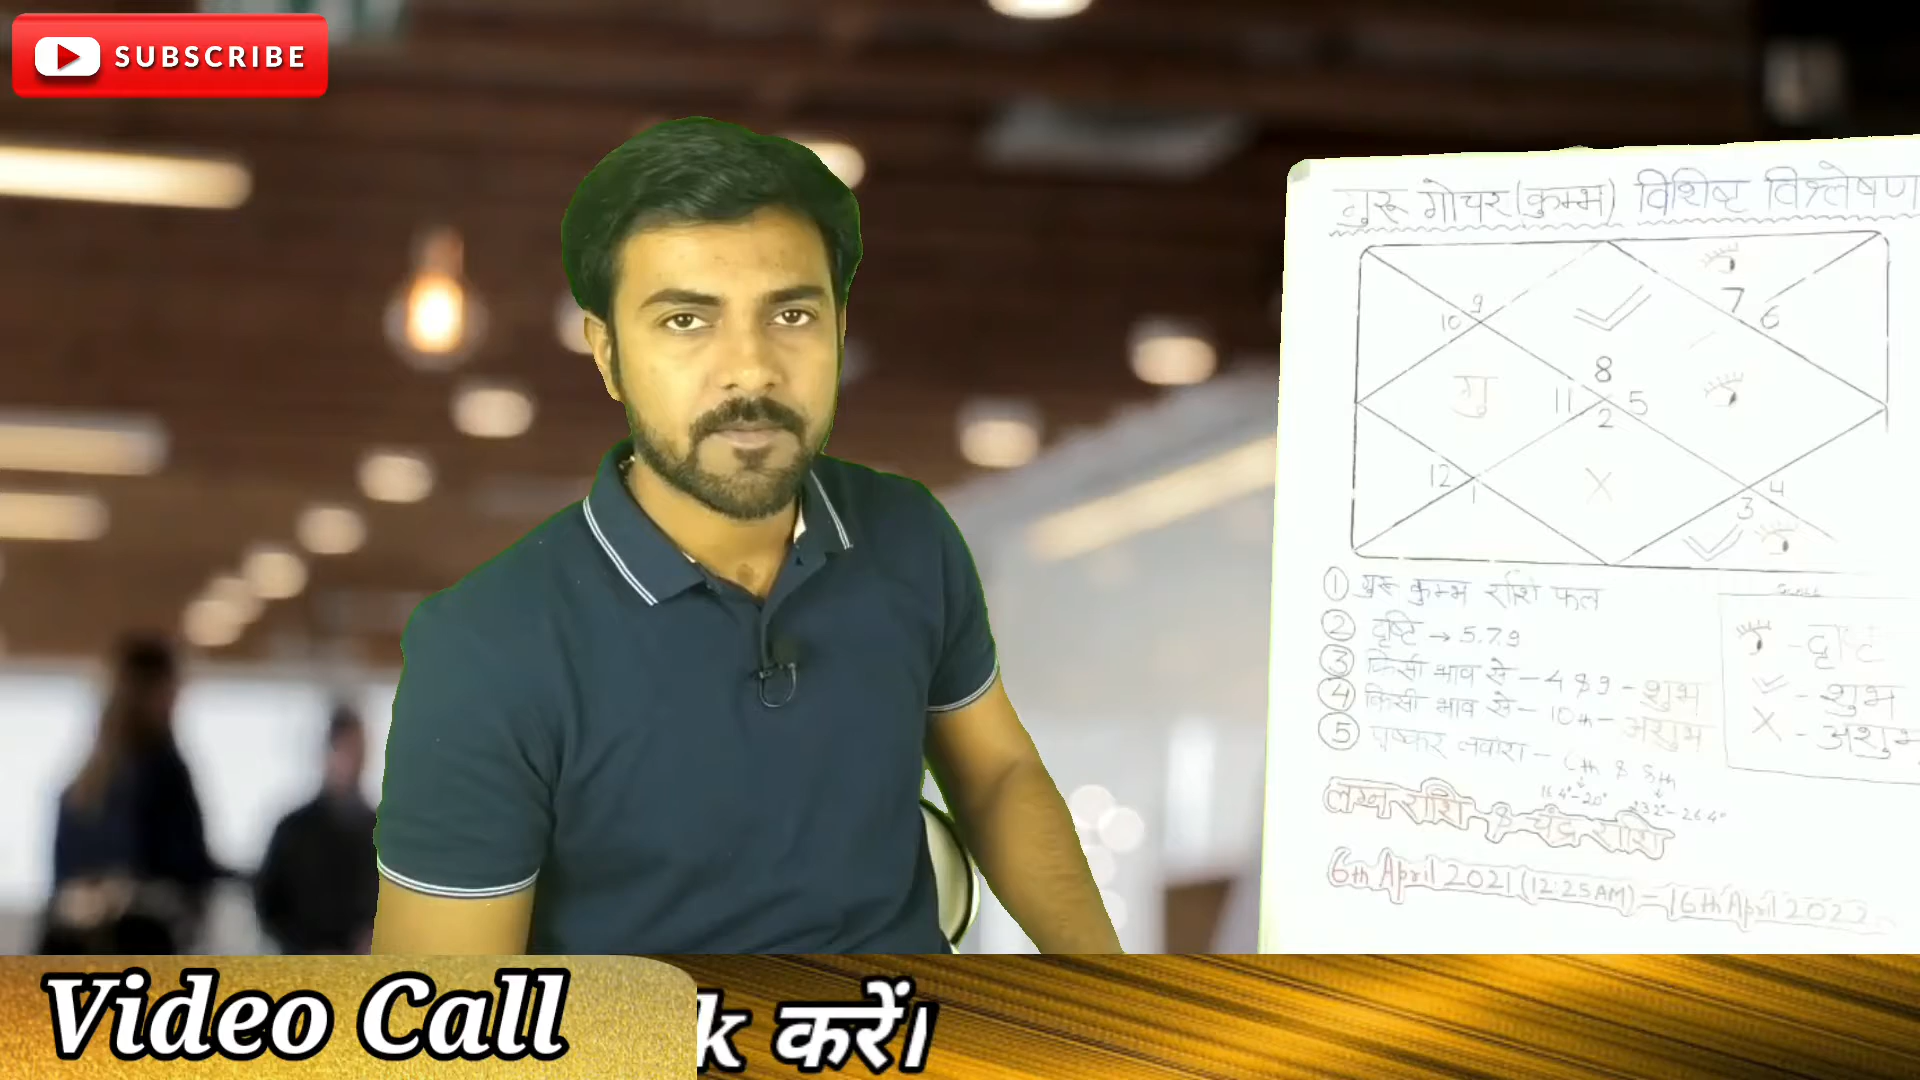 SUBSCRIBE
गुरू गोचर (कुम्भ) विशिष्ट विश्लेषण
9
10
7
6
8
गु
11
5
2
12
1
X
4
3
① गुरू कुम्भ राशि फल
② दृष्टि → 5.7.9
③ किसी भाव से - 4 & 9 - शुभ
④ किसी भाव से - 10th - अशुभ
⑤ पुष्कर नवांश - 6th & 8th
20°
लग्न राशि & चंद्र राशि
6th April 2021 (12:25AM) - 16th April 2022
- दृष्टि
- शुभ
X - अशुभ
Video Call
k करें।